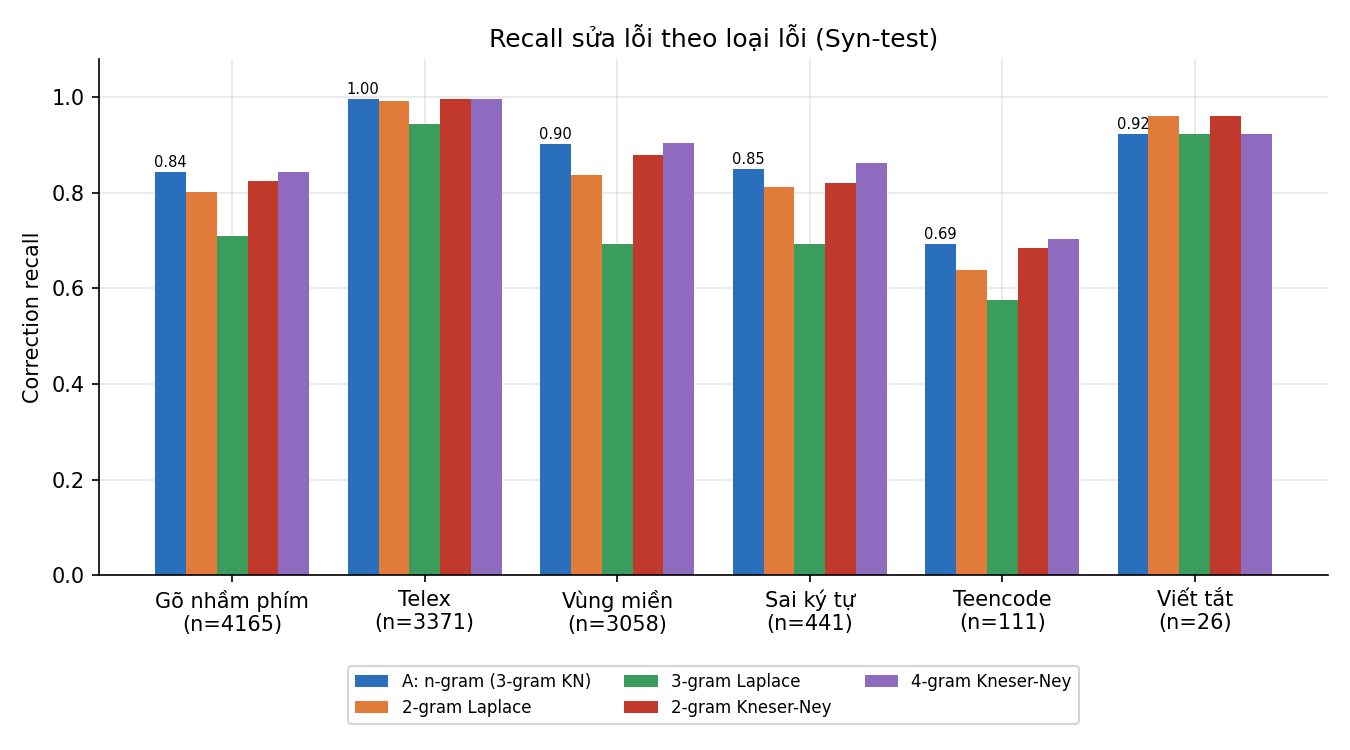 Recall sửa lỗi theo loại lỗi (Syn-test)
Correction recall
1.0
0.8
0.6
0.4
0.2
0.0
0.84
1.00
0.90
0.85
0.69
0.92
Gõ nhầm phím
(n=4165)
Telex
(n=3371)
Vùng miền
(n=3058)
Sai ký tự
(n=441)
Teencode
(n=111)
Viết tắt
(n=26)
A: n-gram (3-gram KN)
2-gram Laplace
3-gram Laplace
2-gram Kneser-Ney
4-gram Kneser-Ney